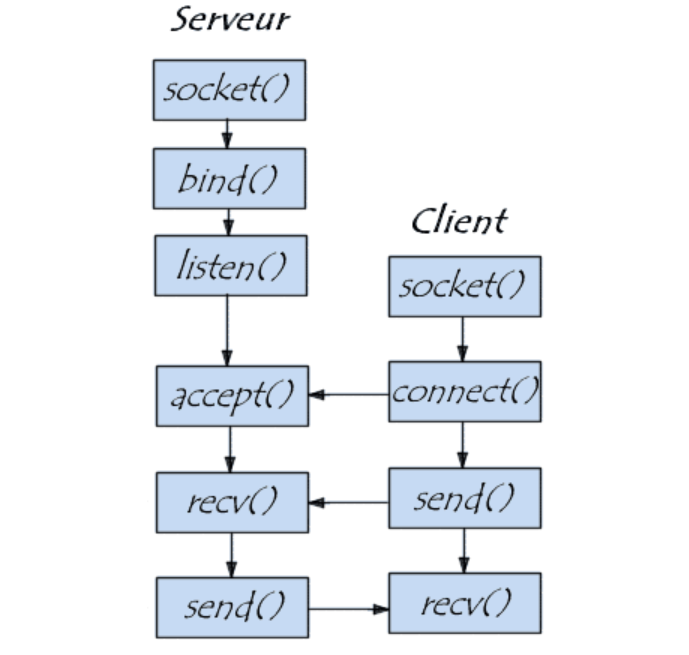 Serveur
socket()
bind()
listen()
accept()
recv()
send()
Client
socket()
connect()
send()
recv()